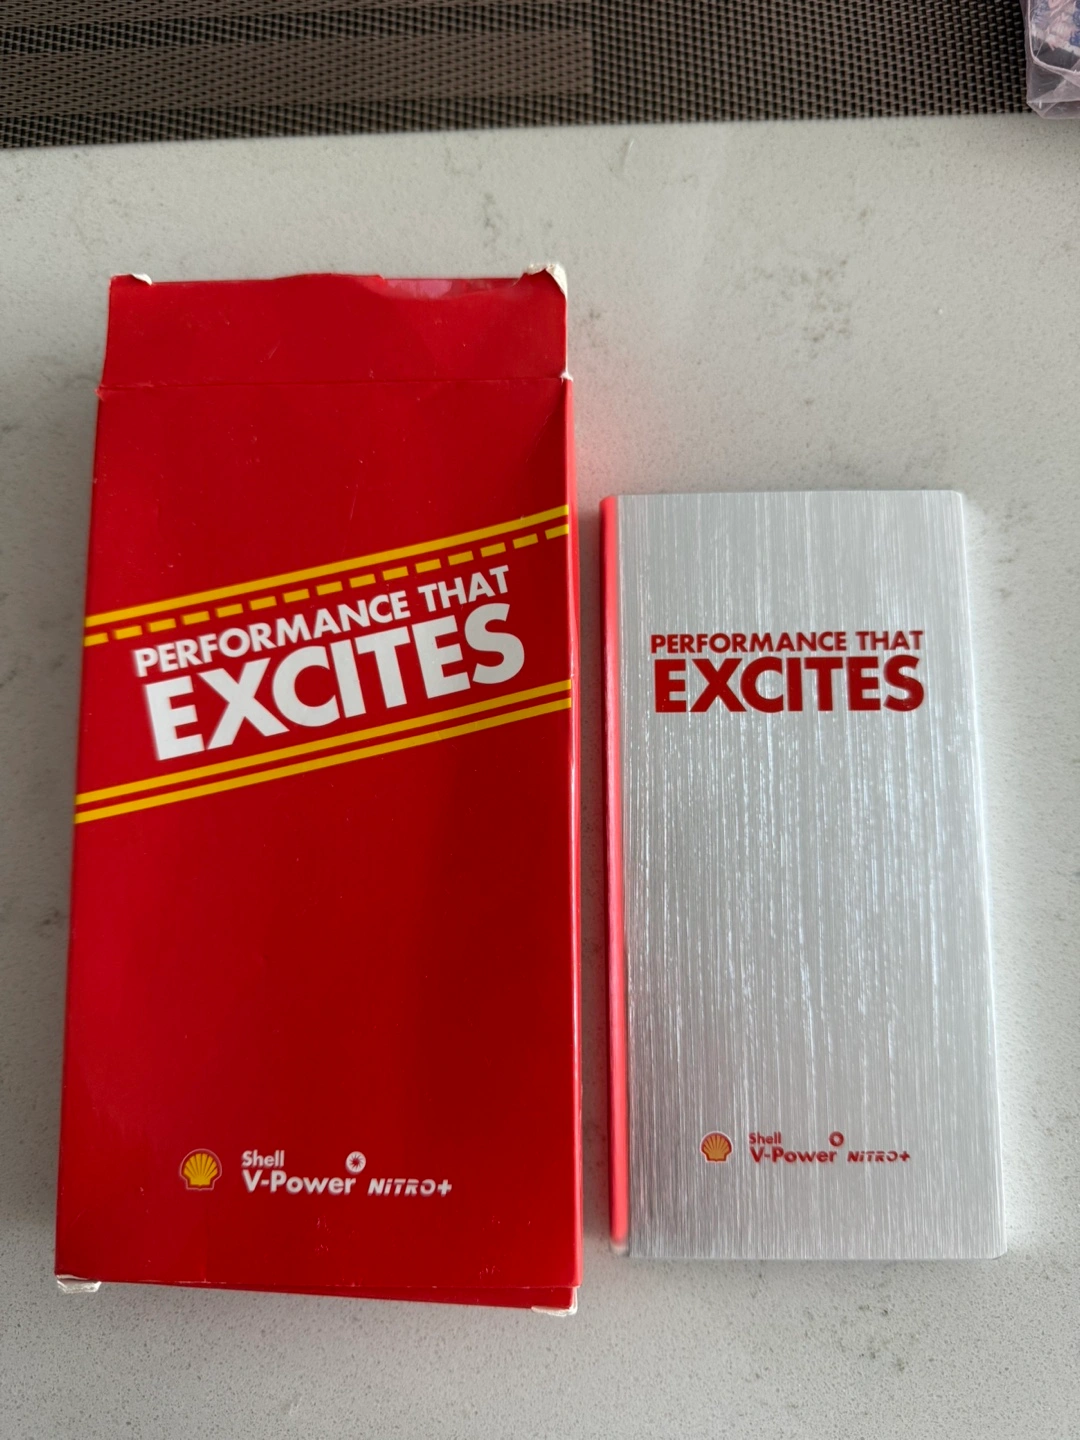 PERFORMANCE THAT
EXCITES
Shell
V-Power NiTRO+
PERFORMANCE THAT
EXCITES
Shell
V-Power NiTRO+